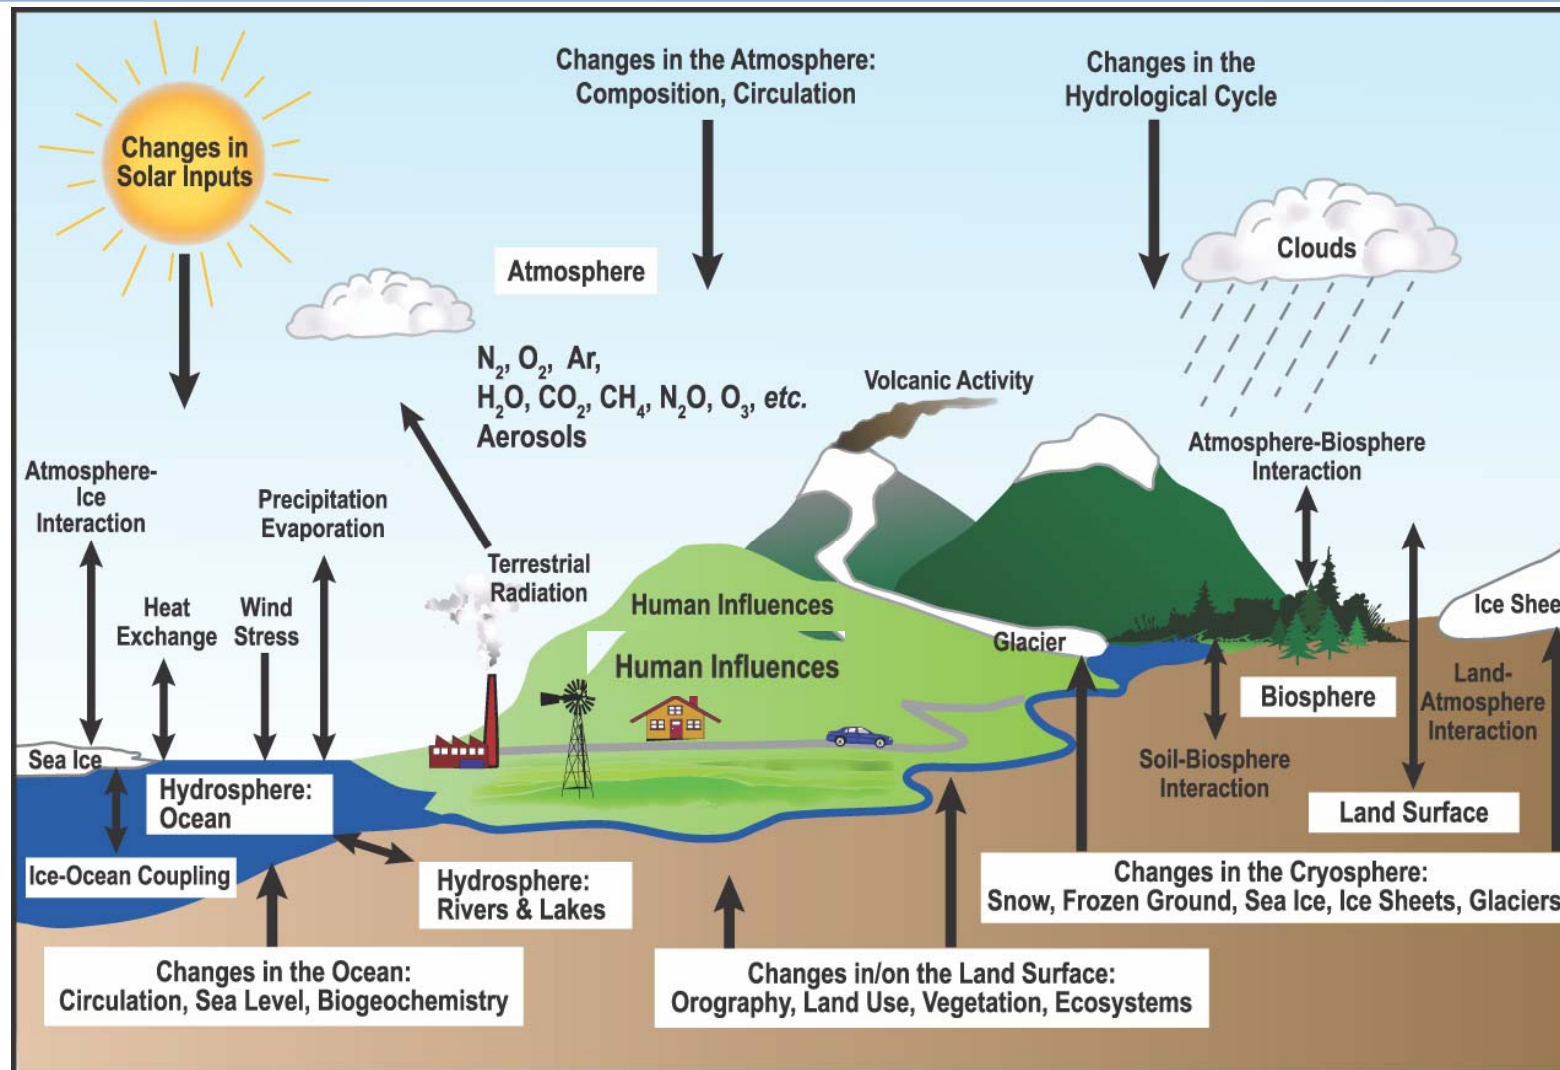 Changes in the Atmosphere:
Composition, Circulation
Changes in the
Hydrological Cycle
Changes in
Solar Inputs
Clouds
Atmosphere
N₂, O₂, Ar,
H₂O, CO₂, CH₄, N₂O, O₃, etc.
Aerosols
Volcanic Activity
Atmosphere-
Ice
Interaction
Precipitation
Evaporation
Atmosphere-Biosphere
Interaction
Terrestrial
Radiation
Heat
Exchange
Wind
Stress
Human Influences
Human Influences
Glacier
Ice Shee
Biosphere
Land-
Atmosphere
Interaction
Soil-Biosphere
Interaction
Sea Ice
Hydrosphere:
Ocean
Land Surface
Ice-Ocean Coupling
Hydrosphere:
Rivers & Lakes
Changes in the Cryosphere:
Snow, Frozen Ground, Sea Ice, Ice Sheets, Glaciers
Changes in the Ocean:
Circulation, Sea Level, Biogeochemistry
Changes in/on the Land Surface:
Orography, Land Use, Vegetation, Ecosystems